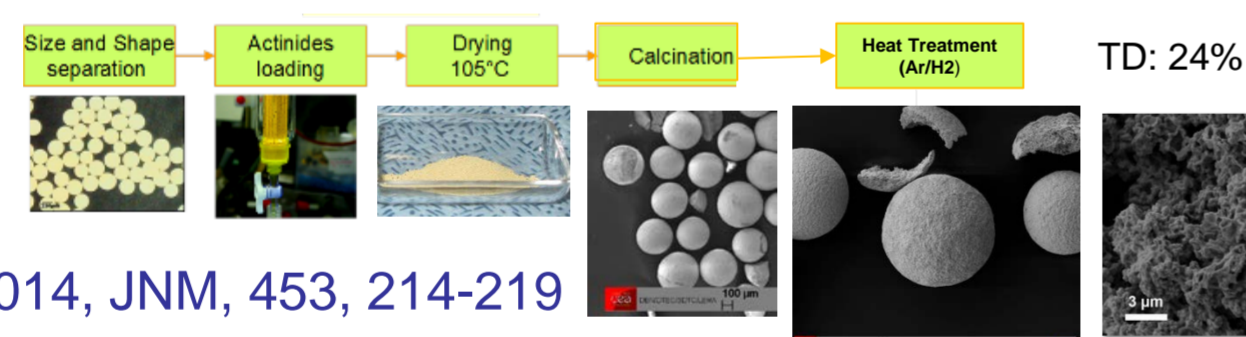 Size and Shape
separation
Actinides
loading
Drying
105°C
Calcination
Heat Treatment
(Ar/H2)
TD: 24%
100 µm
3 µm
014, JNM, 453, 214-219